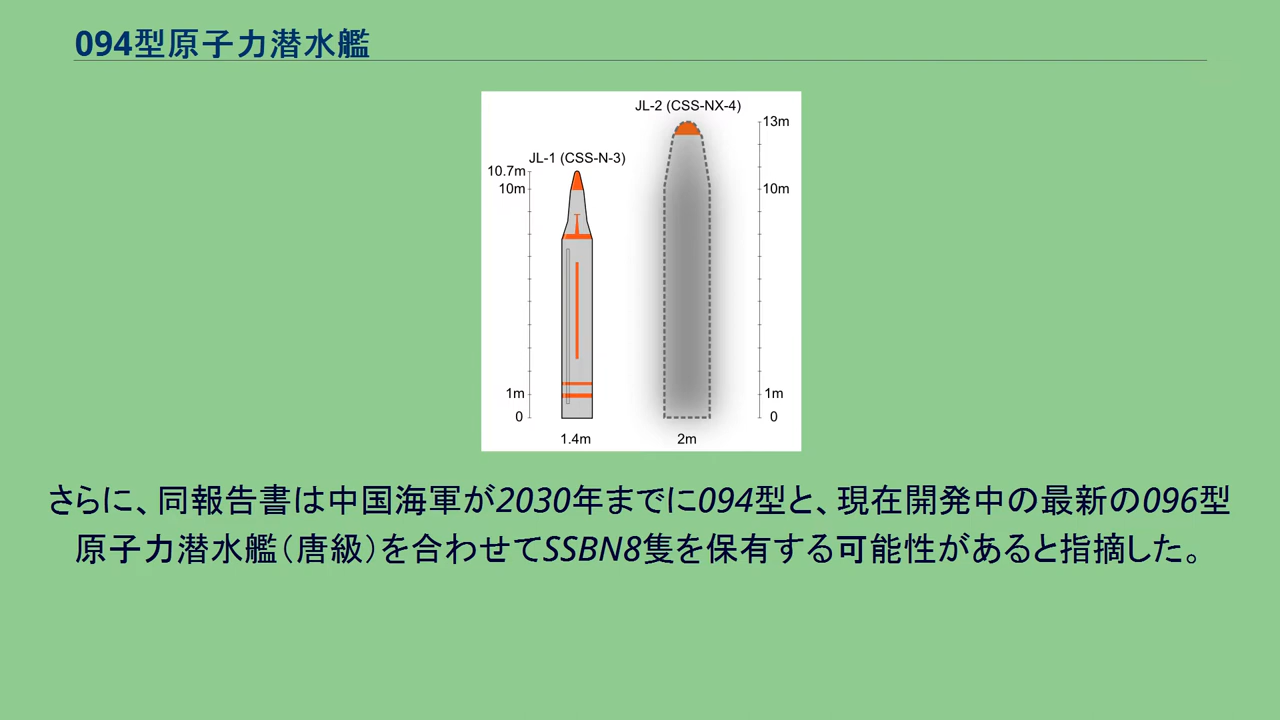 094型原子力潜水艦
JL-2 (CSS-NX-4)
13m
JL-1 (CSS-N-3)
10.7m
10m
10m
1m
1m
0
0
1.4m
2m
さらに、同報告書は中国海軍が2030年までに094型と、現在開発中の最新の096型
原子力潜水艦（唐級）を合わせてSSBN8隻を保有する可能性があると指摘した。